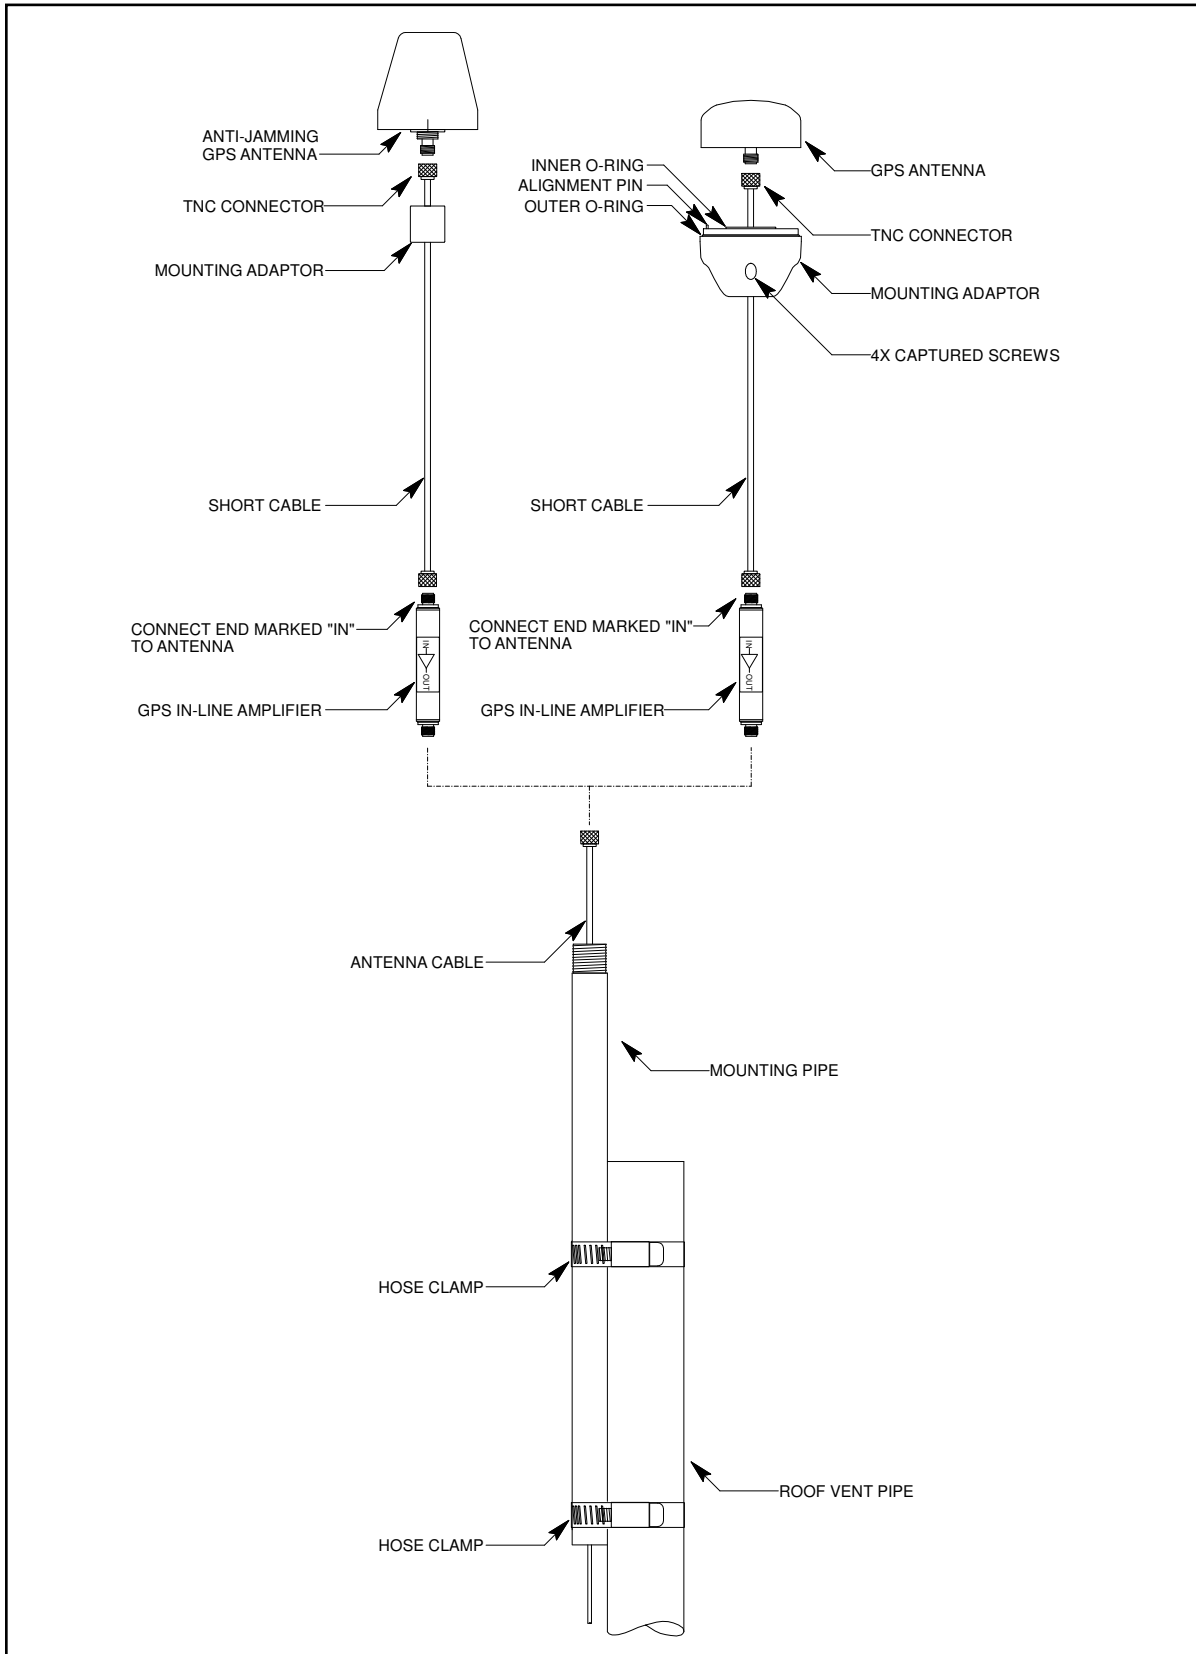 ANTI-JAMMING
GPS ANTENNA
TNC CONNECTOR
MOUNTING ADAPTOR
INNER O-RING
ALIGNMENT PIN
OUTER O-RING
GPS ANTENNA
TNC CONNECTOR
MOUNTING ADAPTOR
4X CAPTURED SCREWS
SHORT CABLE
SHORT CABLE
CONNECT END MARKED "IN"
TO ANTENNA
CONNECT END MARKED "IN"
TO ANTENNA
IN
OUT
IN
OUT
GPS IN-LINE AMPLIFIER
GPS IN-LINE AMPLIFIER
ANTENNA CABLE
MOUNTING PIPE
HOSE CLAMP
ROOF VENT PIPE
HOSE CLAMP